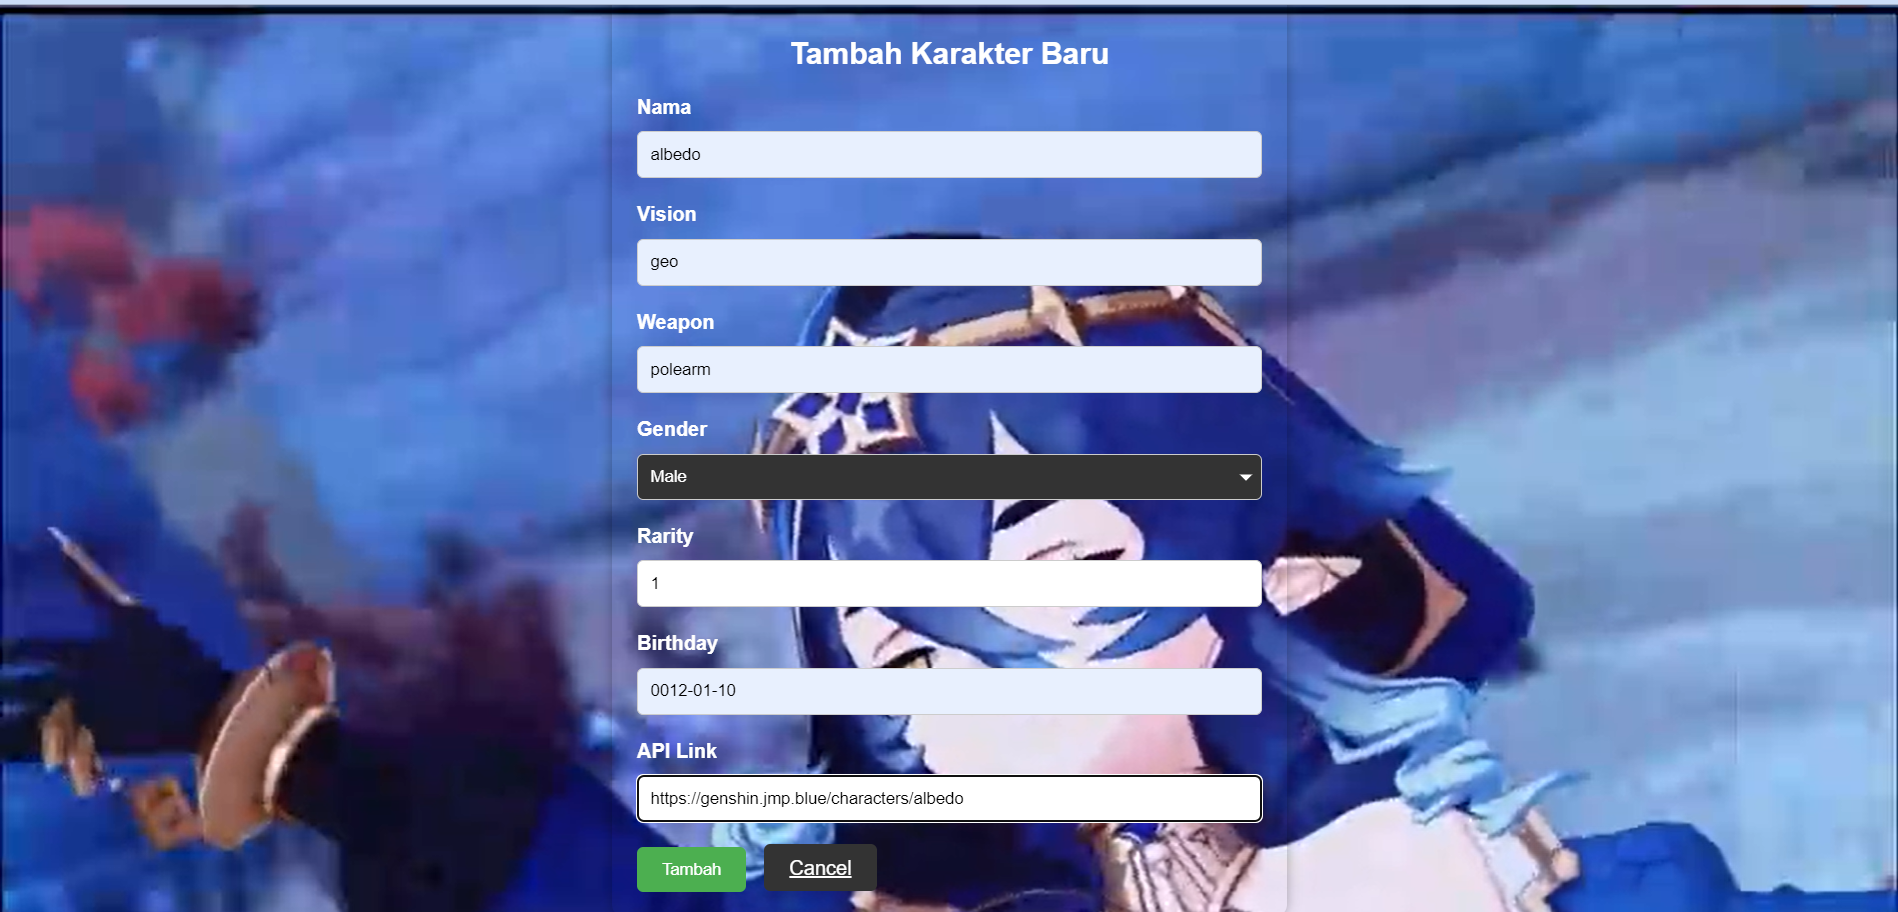 Tambah Karakter Baru
Nama
albedo
Vision
geo
Weapon
polearm
Gender
Male
Rarity
1
Birthday
0012-01-10
API Link
https://genshin.jmp.blue/characters/albedo
Tambah
Cancel